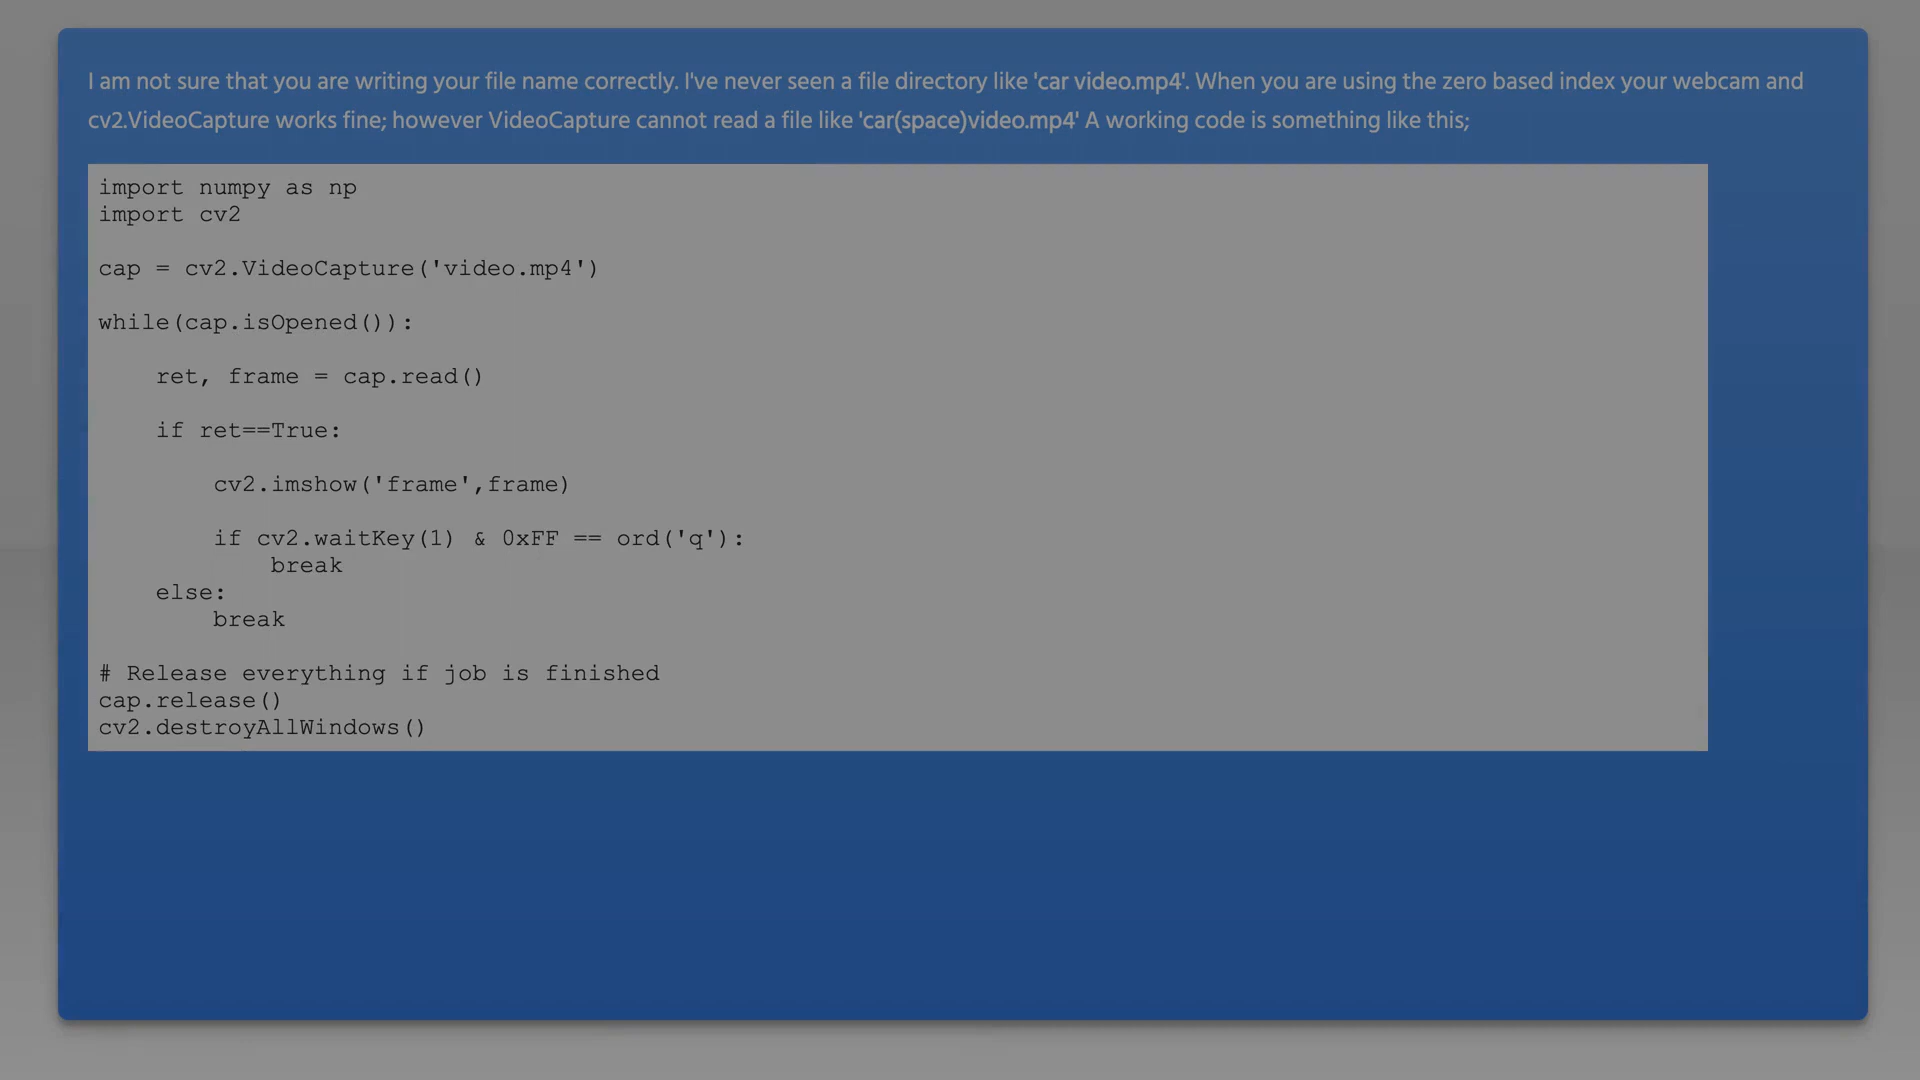 I am not sure that you are writing your file name correctly. I've never seen a file directory like 'car video.mp4'. When you are using the zero based index your webcam and
cv2.VideoCapture works fine; however VideoCapture cannot read a file like 'car(space)video.mp4' A working code is something like this;
import numpy as np
import cv2
cap = cv2.VideoCapture('video.mp4')
while(cap.isOpened()):
    ret, frame = cap.read()
    if ret==True:
        cv2.imshow('frame',frame)
        if cv2.waitKey(1) & 0xFF == ord('q'):
            break
    else:
        break
# Release everything if job is finished
cap.release()
cv2.destroyAllWindows()